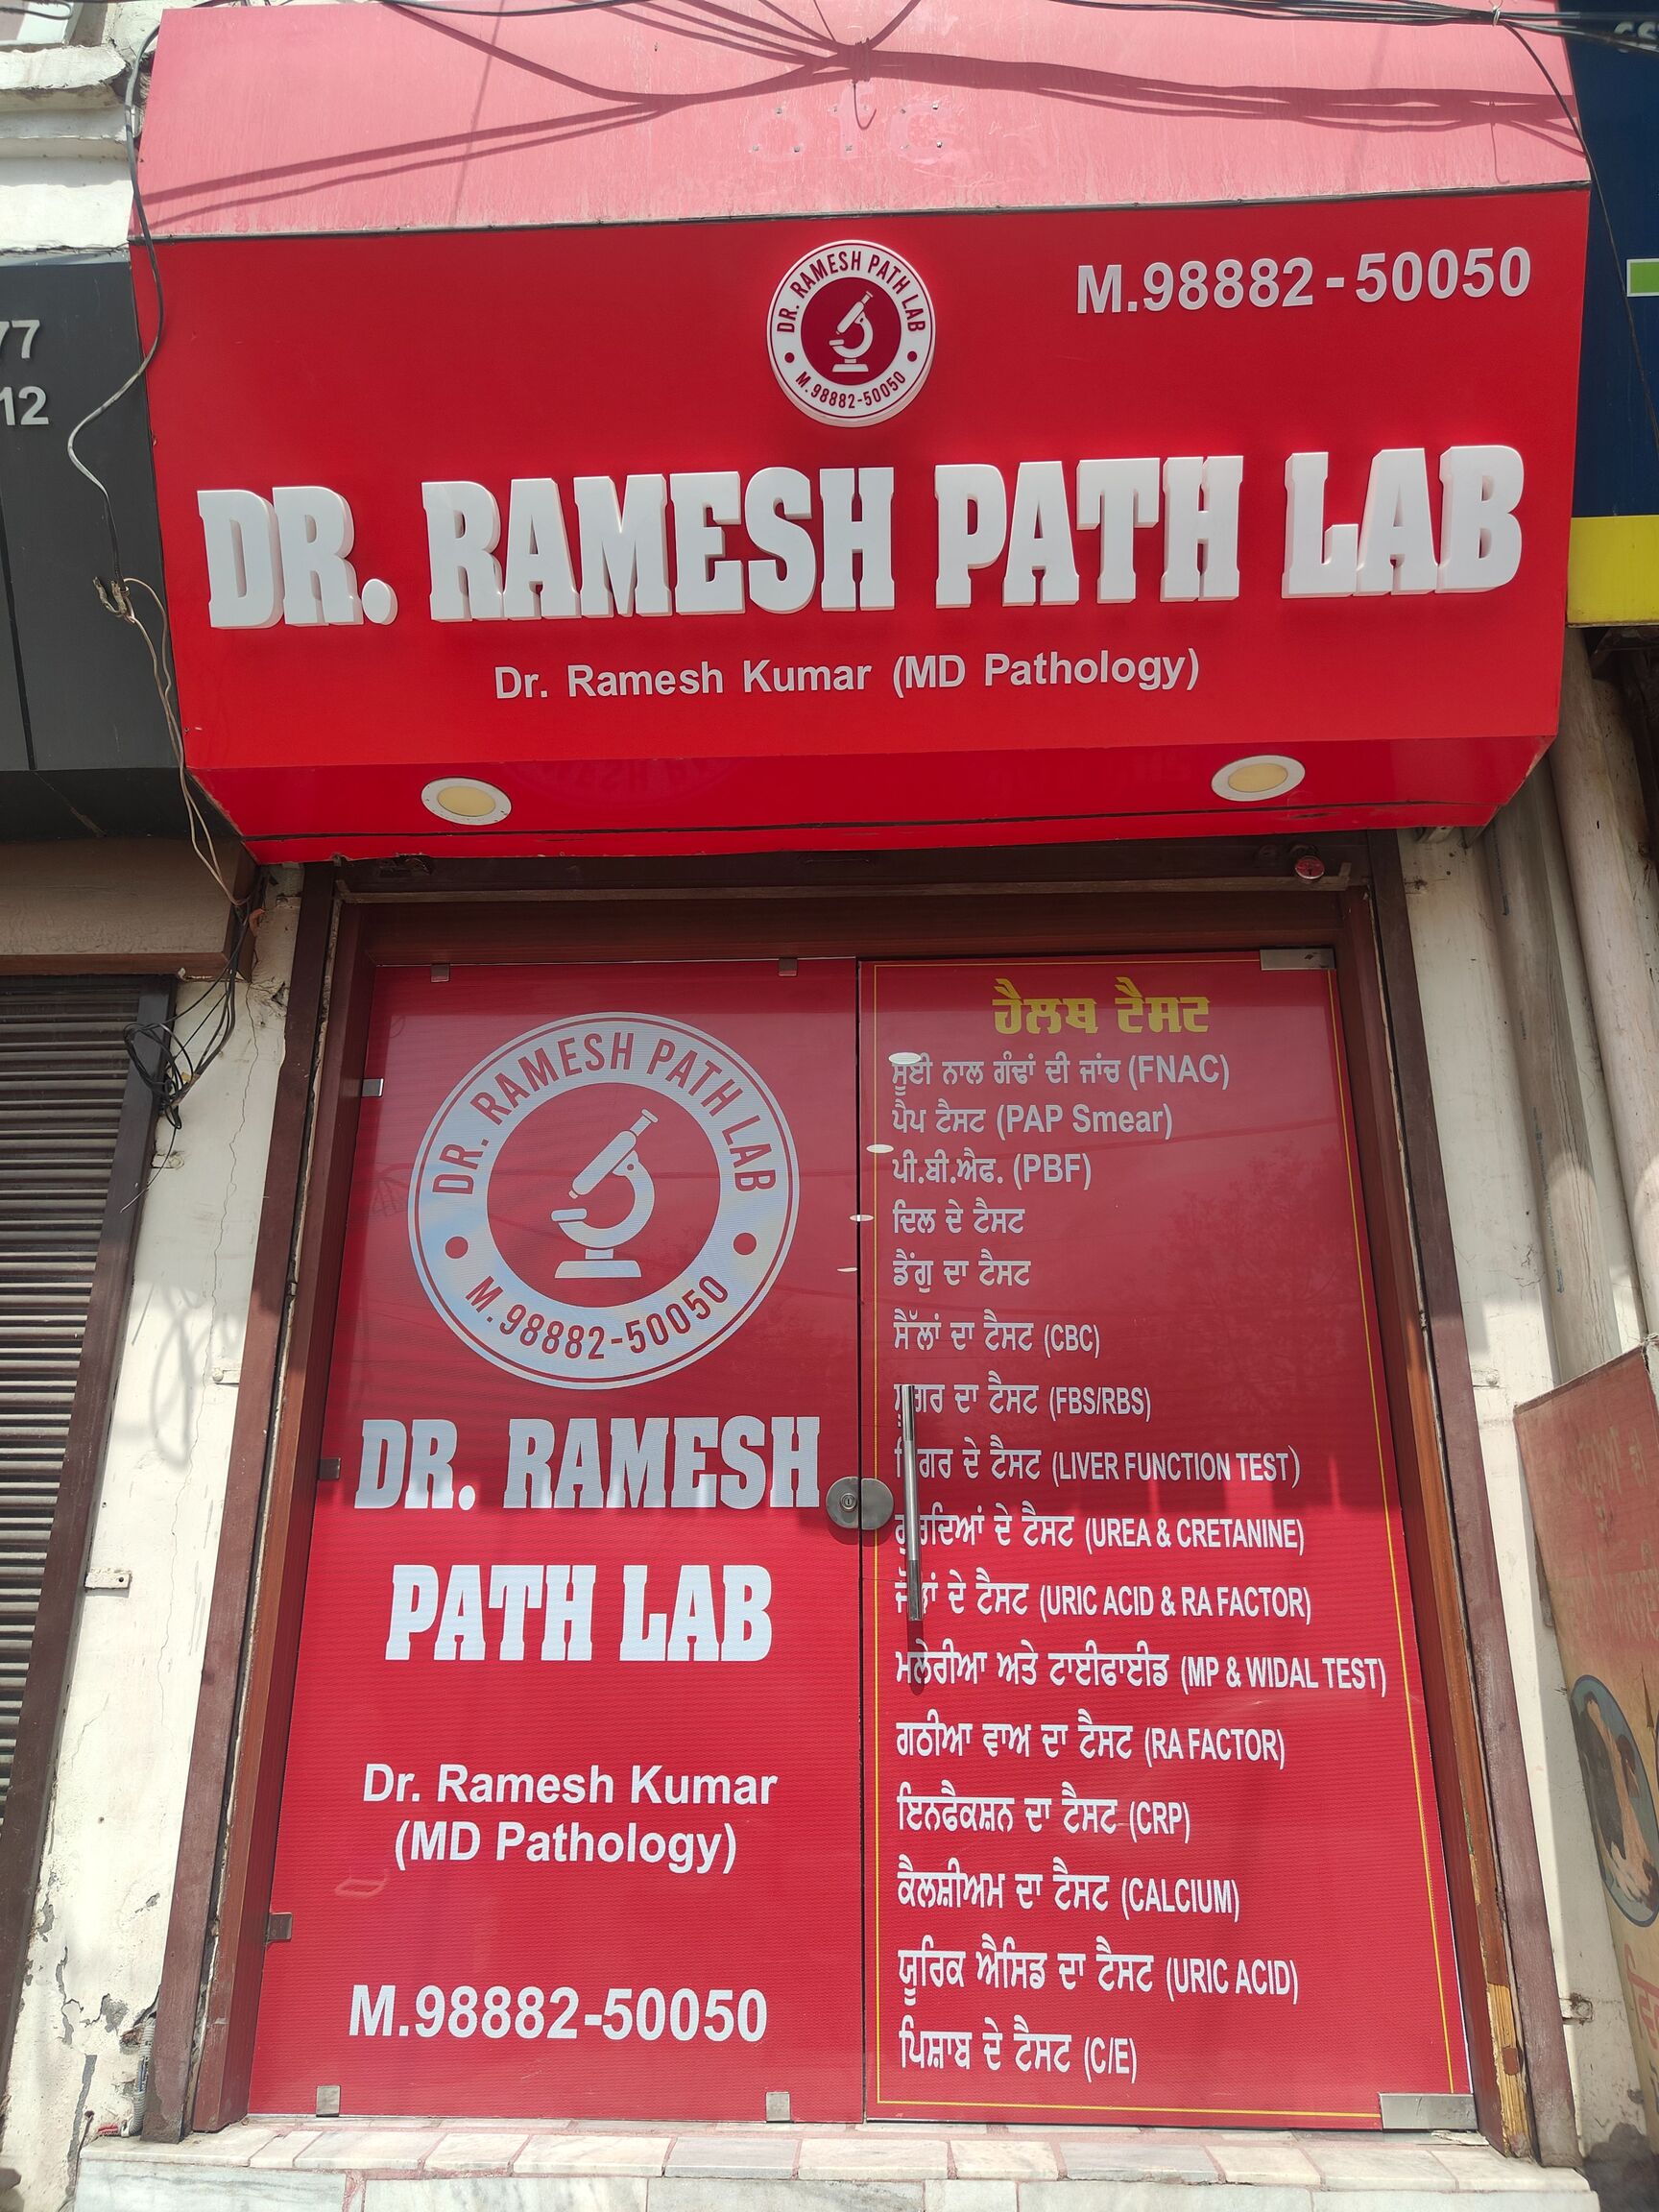 77
12
DR. RAMESH PATH LAB
M.98882-50050
M.98882-50050
DR. RAMESH PATH LAB
Dr. Ramesh Kumar (MD Pathology)
DR. RAMESH PATH LAB
M.98882-50050
DR. RAMESH
PATH LAB
Dr. Ramesh Kumar
(MD Pathology)
M.98882-50050
ਹੈਲਥ ਟੈਸਟ
ਸੂਈ ਨਾਲ ਗੰਢਾਂ ਦੀ ਜਾਂਚ (FNAC)
ਪੈਪ ਟੈਸਟ (PAP Smear)
ਪੀ.ਬੀ.ਐਫ. (PBF)
ਦਿਲ ਦੇ ਟੈਸਟ
ਡੈਂਗੁ ਦਾ ਟੈਸਟ
ਸੈੱਲਾਂ ਦਾ ਟੈਸਟ (CBC)
ਦਾ ਟੈਸਟ (FBS/RBS)
ਦੇ ਟੈਸਟ (LIVER FUNCTION TEST)
ਦੇ ਟੈਸਟ (UREA & CRETANINE)
ਦੇ ਟੈਸਟ (URIC ACID & RA FACTOR)
ਮਲੇਰੀਆ ਅਤੇ ਟਾਈਫਾਈਡ (MP & WIDAL TEST)
ਗਠੀਆ ਵਾਅ ਦਾ ਟੈਸਟ (RA FACTOR)
ਇਨਫੈਕਸ਼ਨ ਦਾ ਟੈਸਟ (CRP)
ਕੈਲਸ਼ੀਅਮ ਦਾ ਟੈਸਟ (CALCIUM)
ਯੂਰਿਕ ਐਸਿਡ ਦਾ ਟੈਸਟ (URIC ACID)
ਪਿਸ਼ਾਬ ਦੇ ਟੈਸਟ (C/E)